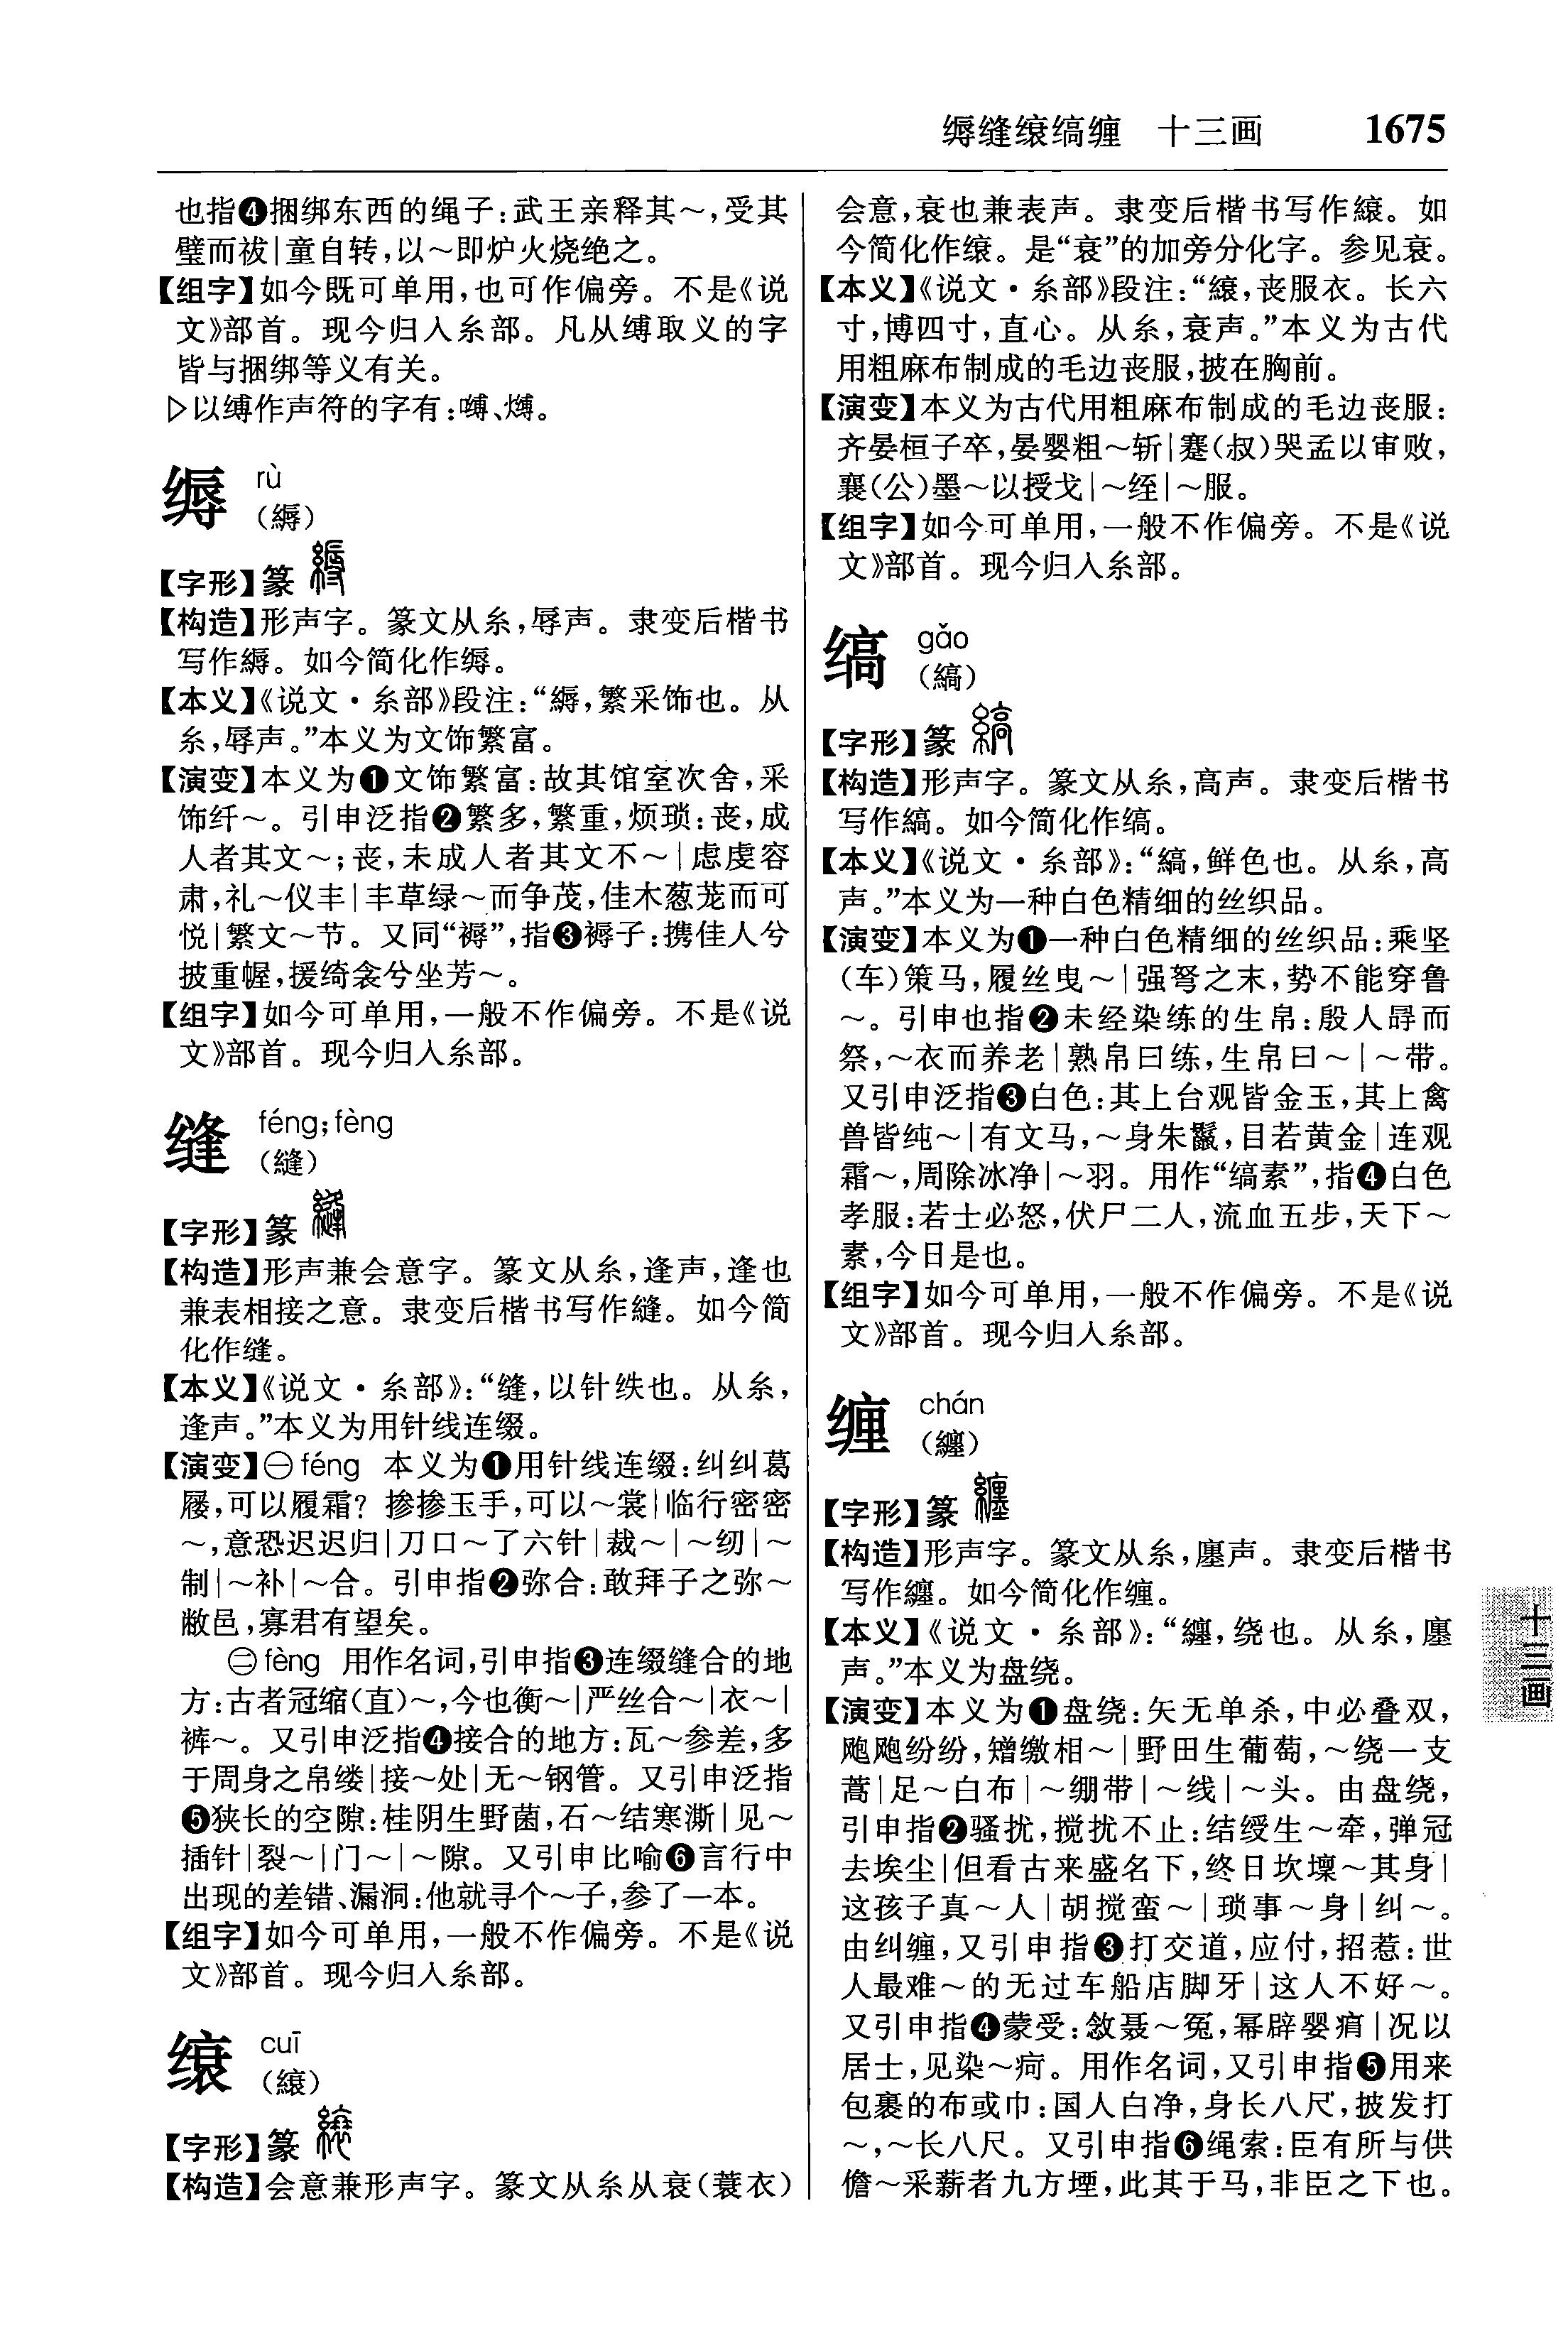 缛缝缞缟缠 十三画 1675
也指❹捆绑东西的绳子:武王亲释其～,受其
璧而祓|童自转,以～即炉火烧绝之。
【组字】如今既可单用,也可作偏旁。不是《说
文》部首。现今归入糸部。凡从缚取义的字
皆与捆绑等义有关。
▷以缚作声符的字有:
缛 rù
(縟)
【字形】篆
【构造】形声字。篆文从糸,辱声。隶变后楷书
写作縟。如今简化作缛。
【本义】《说文·糸部》段注:“縟,繁采饰也。从
糸,辱声。”本义为文饰繁富。
【演变】本义为❶文饰繁富:故其馆室次舍,采
饰纤～。引申泛指❷繁多,繁重,烦琐:丧,成
人者其文～;丧,未成人者其文不～|虑虔容
肃,礼～仪丰|丰草绿～而争茂,佳木葱茏而可
悦|繁文～节。又同“褥”,指❸褥子:携佳人兮
披重幄,援绮衾兮坐芳～。
【组字】如今可单用,一般不作偏旁。不是《说
文》部首。现今归入糸部。
缝 féng;fèng
(縫)
【字形】篆
【构造】形声兼会意字。篆文从糸,逢声,逢也
兼表相接之意。隶变后楷书写作縫。如今简
化作缝。
【本义】《说文·糸部》:“缝,以针紩也。从糸,
逢声。”本义为用针线连缀。
【演变】㊀féng 本义为❶用针线连缀:纠纠葛
屦,可以履霜?掺掺玉手,可以～裳|临行密密
～,意恐迟迟归|刀口～了六针|裁～|～纫|～
制|～补|～合。引申指❷弥合:敢拜子之弥～
敝邑,寡君有望矣。
㊁fèng 用作名词,引申指❸连缀缝合的地
方:古者冠缩(直)～,今也衡～|严丝合～|衣～|
裤～。又引申泛指❹接合的地方:瓦～参差,多
于周身之帛缕|接～处|无～钢管。又引申泛指
❺狭长的空隙:桂阴生野菌,石～结寒澌|见～
插针|裂～|门～|～隙。又引申比喻❻言行中
出现的差错、漏洞:他就寻个～子,参了一本。
【组字】如今可单用,一般不作偏旁。不是《说
文》部首。现今归入糸部。
缞 cuī
(縗)
【字形】篆
【构造】会意兼形声字。篆文从糸从衰(蓑衣)
会意,衰也兼表声。隶变后楷书写作縗。如
今简化作缞。是“衰”的加旁分化字。参见衰。
【本义】《说文·糸部》段注:“縗,丧服衣。长六
寸,博四寸,直心。从糸,衰声。”本义为古代
用粗麻布制成的毛边丧服,披在胸前。
【演变】本义为古代用粗麻布制成的毛边丧服:
齐晏桓子卒,晏婴粗～斩|蹇(叔)哭孟以审败,
襄(公)墨～以授戈|～绖|～服。
【组字】如今可单用,一般不作偏旁。不是《说
文》部首。现今归入糸部。
缟 gǎo
(縞)
【字形】篆
【构造】形声字。篆文从糸,高声。隶变后楷书
写作縞。如今简化作缟。
【本义】《说文·糸部》:“縞,鲜色也。从糸,高
声。”本义为一种白色精细的丝织品。
【演变】本义为❶一种白色精细的丝织品:乘坚
(车)策马,履丝曳～|强弩之末,势不能穿鲁
～。引申也指❷未经染练的生帛:殷人冔而
祭,～衣而养老|熟帛曰练,生帛曰～|～带。
又引申泛指❸白色:其上台观皆金玉,其上禽
兽皆纯～|有文马,～身朱鬣,目若黄金|连观
霜～,周除冰净|～羽。用作“缟素”,指❹白色
孝服:若士必怒,伏尸二人,流血五步,天下～
素,今日是也。
【组字】如今可单用,一般不作偏旁。不是《说
文》部首。现今归入糸部。
缠 chán
(纏)
【字形】篆
【构造】形声字。篆文从糸,廛声。隶变后楷书
写作纏。如今简化作缠。
【本义】《说文·糸部》:“纏,绕也。从糸,廛
声。”本义为盘绕。
【演变】本义为❶盘绕:矢无单杀,中必叠双,
飑飑纷纷,矰缴相～|野田生葡萄,～绕一支
蒿|足～白布|～绷带|～线|～头。由盘绕,
引申指❷骚扰,搅扰不止:结绶生～牵,弹冠
去埃尘|但看古来盛名下,终日坎壈～其身|
这孩子真～人|胡搅蛮～|琐事～身|纠～。
由纠缠,又引申指❸打交道,应付,招惹:世
人最难～的无过车船店脚牙|这人不好～。
又引申指❹蒙受:敛聂～冤,幂辟婴痟|况以
居士,见染～疴。用作名词,又引申指❺用来
包裹的布或巾:国人白净,身长八尺,披发打
～,～长八尺。又引申指❻绳索:臣有所与供
儋～采薪者九方堙,此其于马,非臣之下也。
十三画